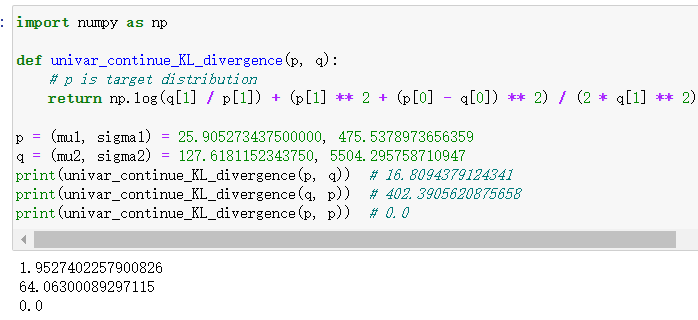 :
import numpy as np
def univar_continue_KL_divergence(p, q):
# p is target distribution
return np.log(q[1] / p[1]) + (p[1] ** 2 + (p[0] - q[0]) ** 2) / (2 * q[1] ** 2)
p = (mu1, sigma1) = 25.905273437500000, 475.5378973656359
q = (mu2, sigma2) = 127.6181152343750, 5504.295758710947
print(univar_continue_KL_divergence(p, q))  # 16.8094379124341
print(univar_continue_KL_divergence(q, p))  # 402.3905620875658
print(univar_continue_KL_divergence(p, p))  # 0.0
1.9527402257900826
64.06300089297115
0.0